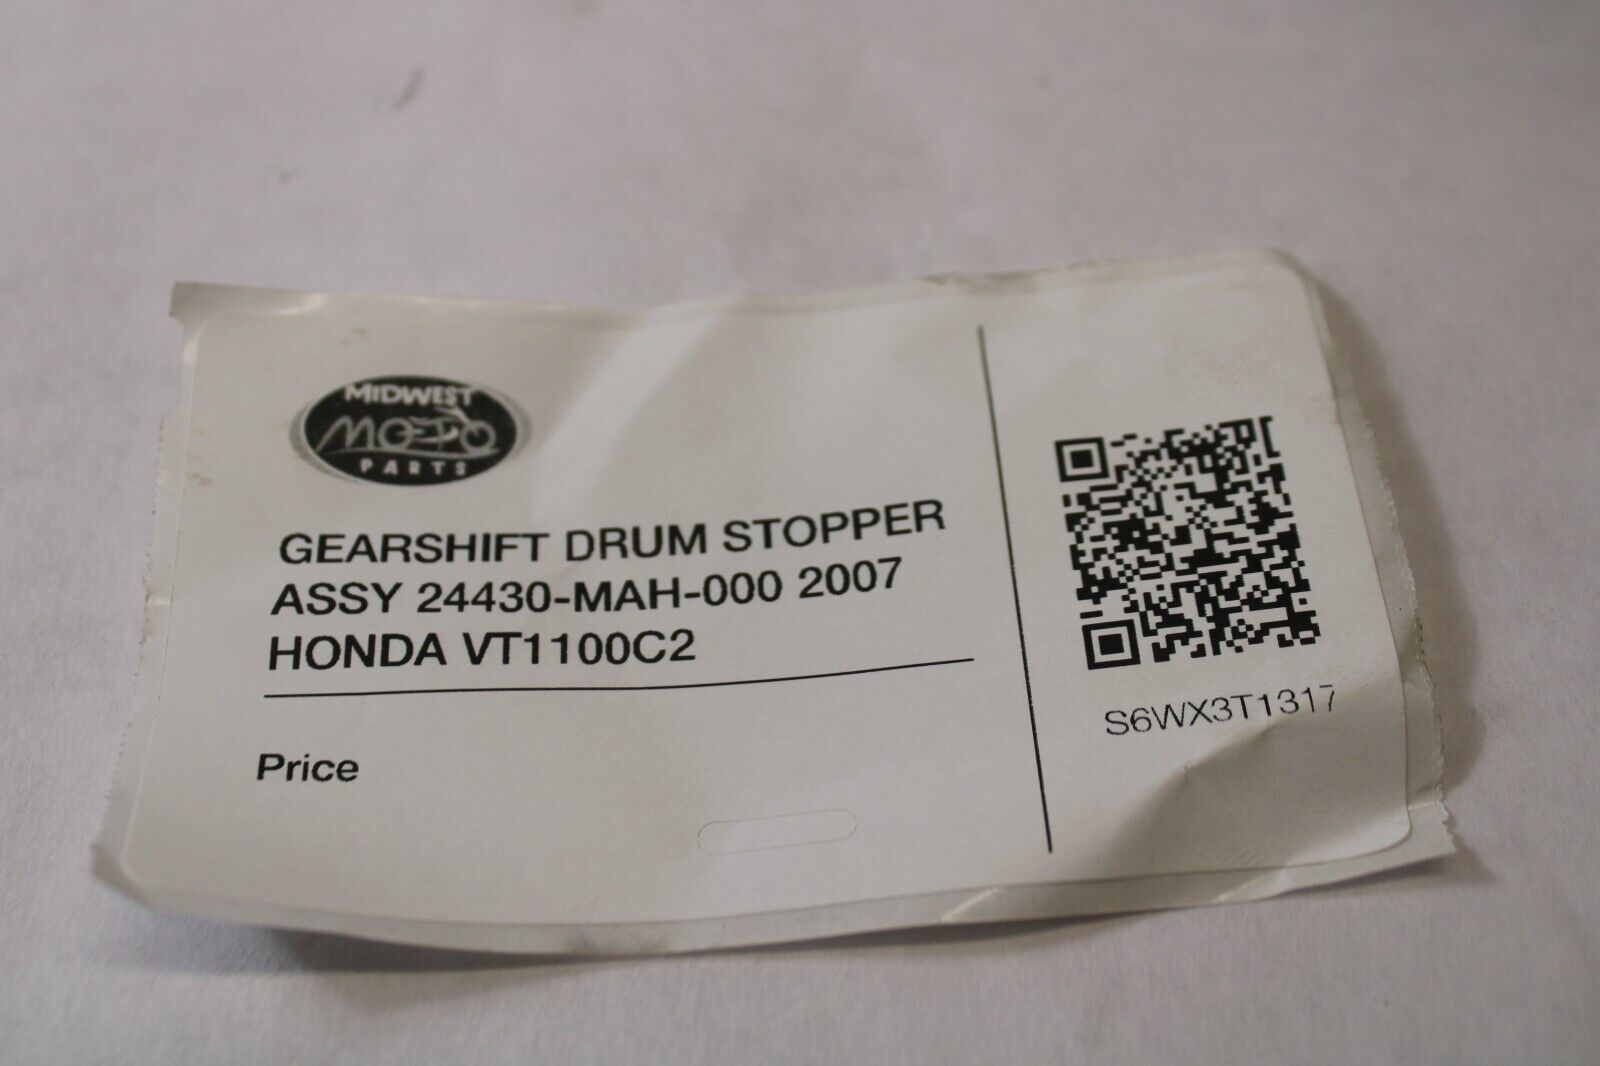 MIDWEST
MOTO
PARTS
GEARSHIFT DRUM STOPPER
ASSY 24430-MAH-000 2007
HONDA VT1100C2
Price
S6WX3T1317